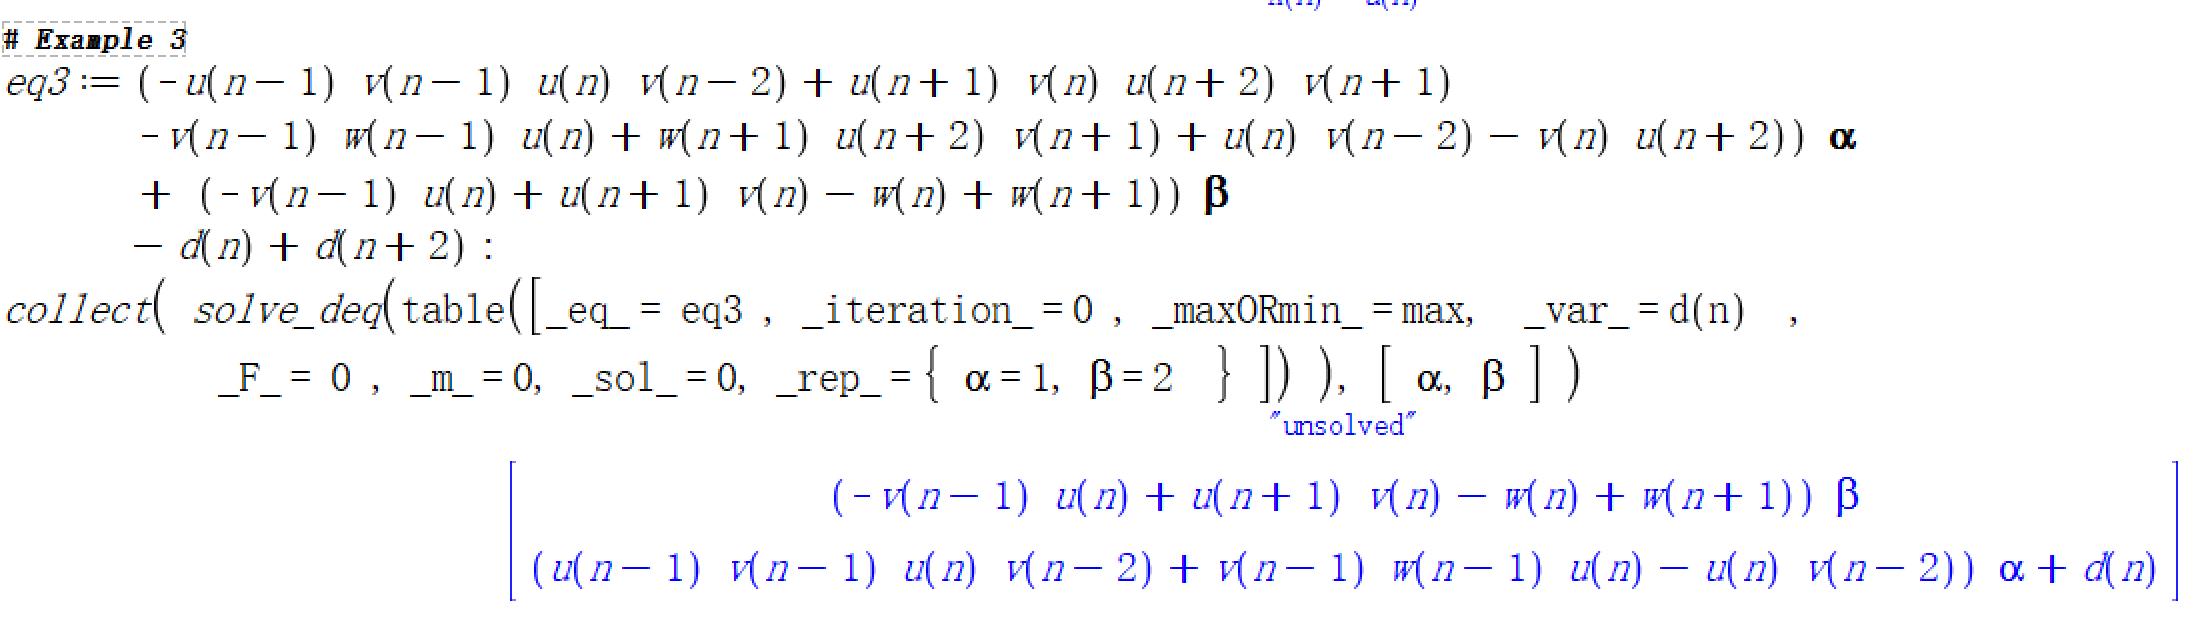 # Example 3
eq3 := (-u(n-1) v(n-1) u(n) v(n-2) + u(n+1) v(n) u(n+2) v(n+1)
-v(n-1) w(n-1) u(n) + w(n+1) u(n+2) v(n+1) + u(n) v(n-2) - v(n) u(n+2)) α
+ (-v(n-1) u(n) + u(n+1) v(n) - w(n) + w(n+1)) β
- d(n) + d(n+2) :
collect( solve_deq(table([_eq_= eq3 , _iteration_=0 , _maxORmin_=max, _var_=d(n) ,
_F_= 0 , _m_=0, _sol_=0, _rep_={ α=1, β=2 } ]) ), [ α, β ] )
"unsolved"
(-v(n-1) u(n) + u(n+1) v(n) - w(n) + w(n+1)) β
(u(n-1) v(n-1) u(n) v(n-2) + v(n-1) w(n-1) u(n) - u(n) v(n-2)) α + d(n)